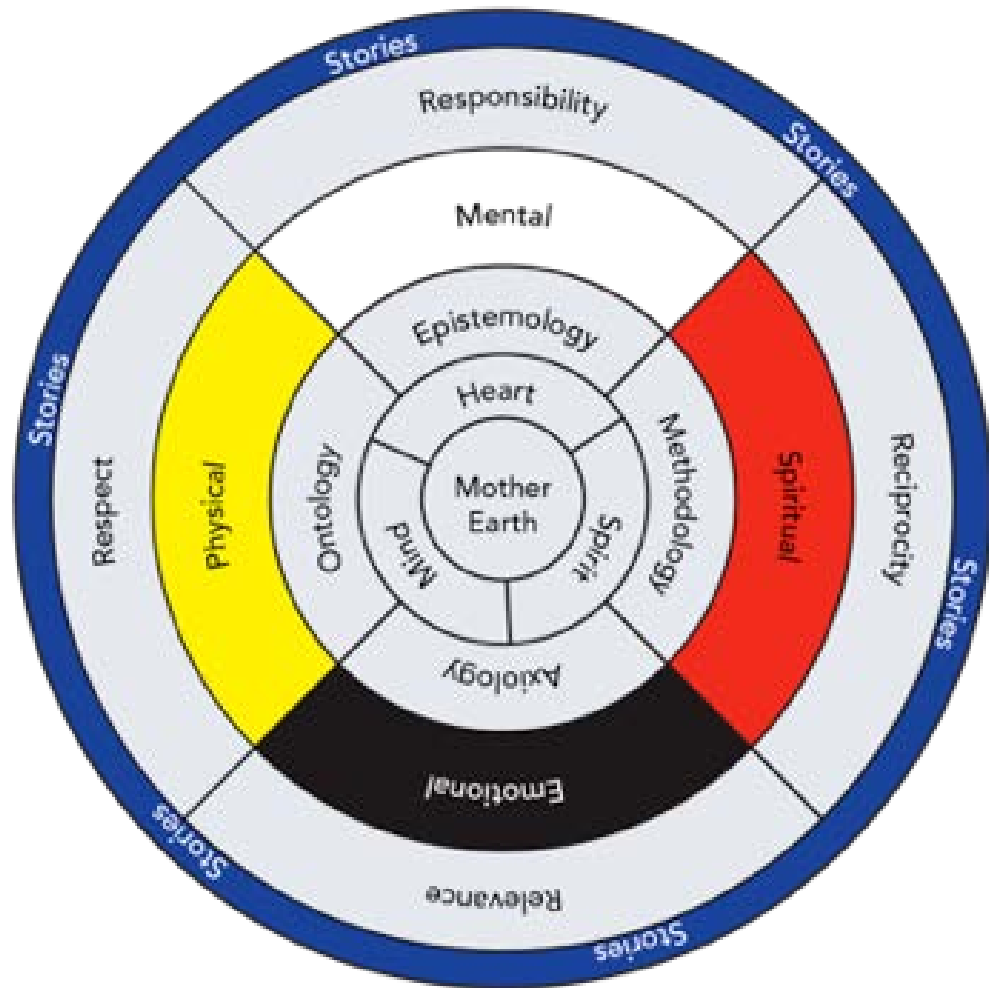 Stories
Stories
Stories
Stories
Stories
Stories
Responsibility
Reciprocity
Relevance
Respect
Mental
Spiritual
Emotional
Physical
Epistemology
Methodology
Axiology
Ontology
Heart
Spirit
Mind
Mother
Earth